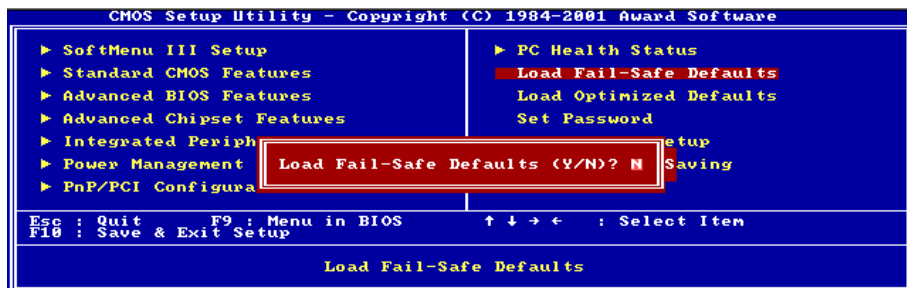 CMOS Setup Utility - Copyright (C) 1984-2001 Award Software
▶ SoftMenu III Setup
▶ Standard CMOS Features
▶ Advanced BIOS Features
▶ Advanced Chipset Features
▶ Integrated Periph
▶ Power Management
▶ PnP/PCI Configura
▶ PC Health Status
Load Fail-Safe Defaults
Load Optimized Defaults
Set Password
etup
Saving
Load Fail-Safe Defaults (Y/N)? N
Esc : Quit F9 : Menu in BIOS ↑ ↓ → ← : Select Item
F10 : Save & Exit Setup
Load Fail-Safe Defaults